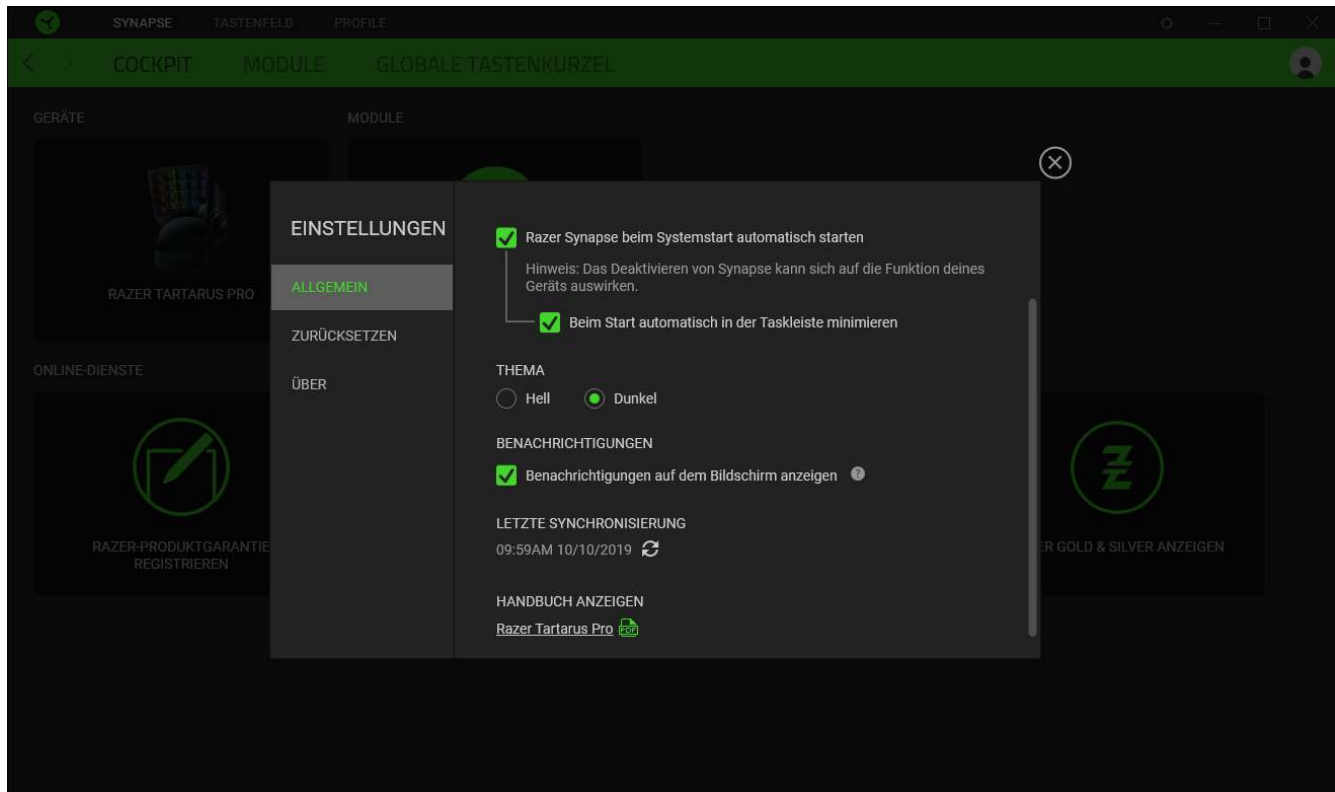 SYNAPSE TASTENFELD PROFILE
COCKPIT MODULE GLOBALE TASTENKÜRZEL
GERÄTE MODULE
RAZER TARTARUS PRO
ONLINE-DIENSTE
RAZER-PRODUKTGARANTIE
REGISTRIEREN
GOLD & SILVER ANZEIGEN
EINSTELLUNGEN
ALLGEMEIN
ZURÜCKSETZEN
ÜBER
Razer Synapse beim Systemstart automatisch starten
Hinweis: Das Deaktivieren von Synapse kann sich auf die Funktion deines
Geräts auswirken.
Beim Start automatisch in der Taskleiste minimieren
THEMA
Hell Dunkel
BENACHRICHTIGUNGEN
Benachrichtigungen auf dem Bildschirm anzeigen ?
LETZTE SYNCHRONISIERUNG
09:59AM 10/10/2019
HANDBUCH ANZEIGEN
Razer Tartarus Pro PDF